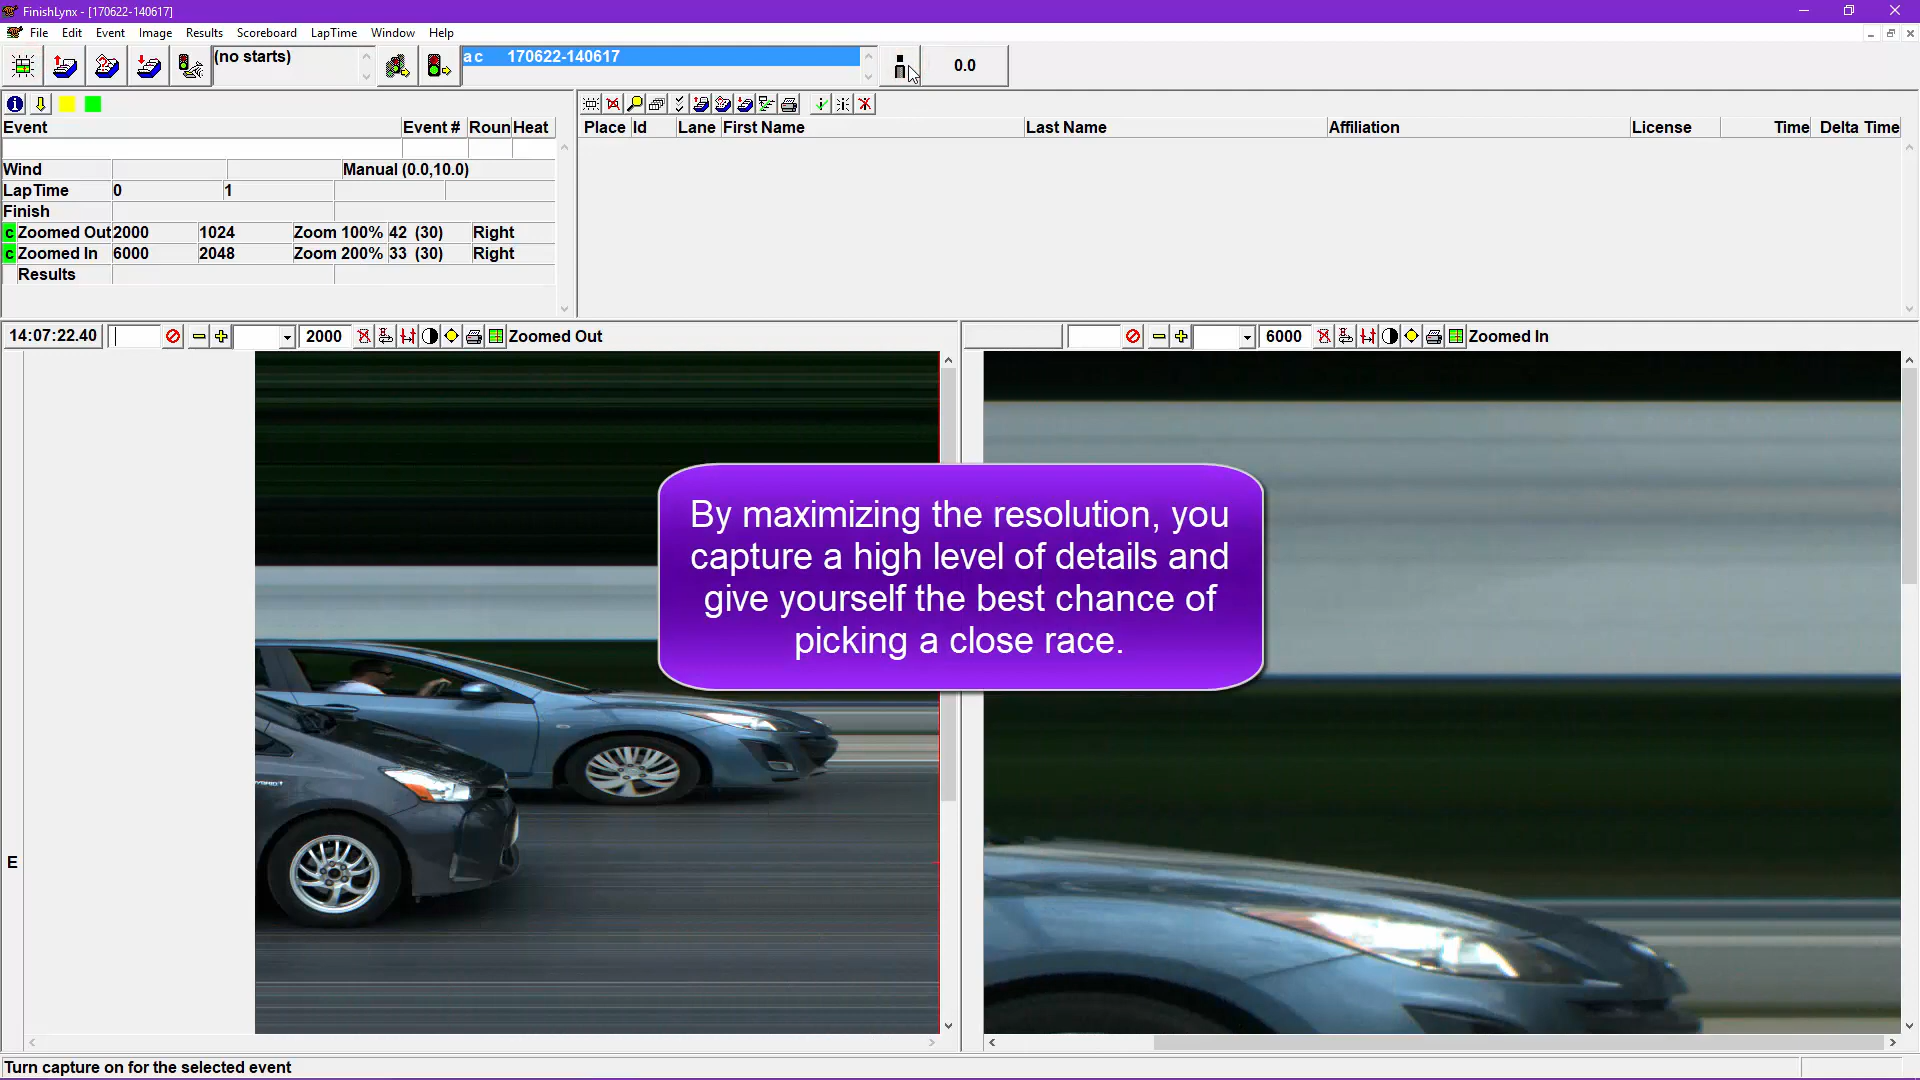 FinishLynx - [170622-140617]
File Edit Event Image Results Scoreboard LapTime Window Help
(no starts) ac 170622-140617 0.0
Event Event # Roun Heat
Place Id Lane First Name Last Name Affiliation License Time Delta Time
Wind Manual (0.0,10.0)
LapTime 0 1
Finish
c Zoomed Out 2000 1024 Zoom 100% 42 (30) Right
c Zoomed In 6000 2048 Zoom 200% 33 (30) Right
Results
14:07:22.40 2000 Zoomed Out
6000 Zoomed In
By maximizing the resolution, you
capture a high level of details and
give yourself the best chance of
picking a close race.
E
Turn capture on for the selected event